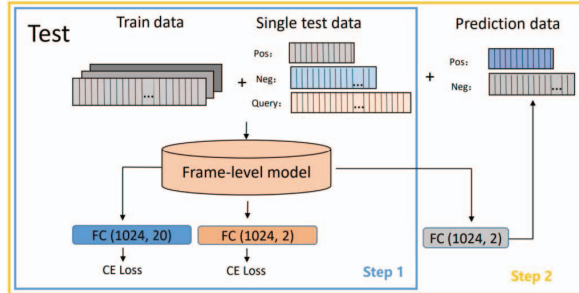 Test
Train data
Single test data
Prediction data
Pos:
Neg:
...
Query:
...
...
+
+
Pos:
Neg:
...
Frame-level model
FC (1024, 20)
FC (1024, 2)
FC (1024, 2)
CE Loss
CE Loss
Step 1
Step 2